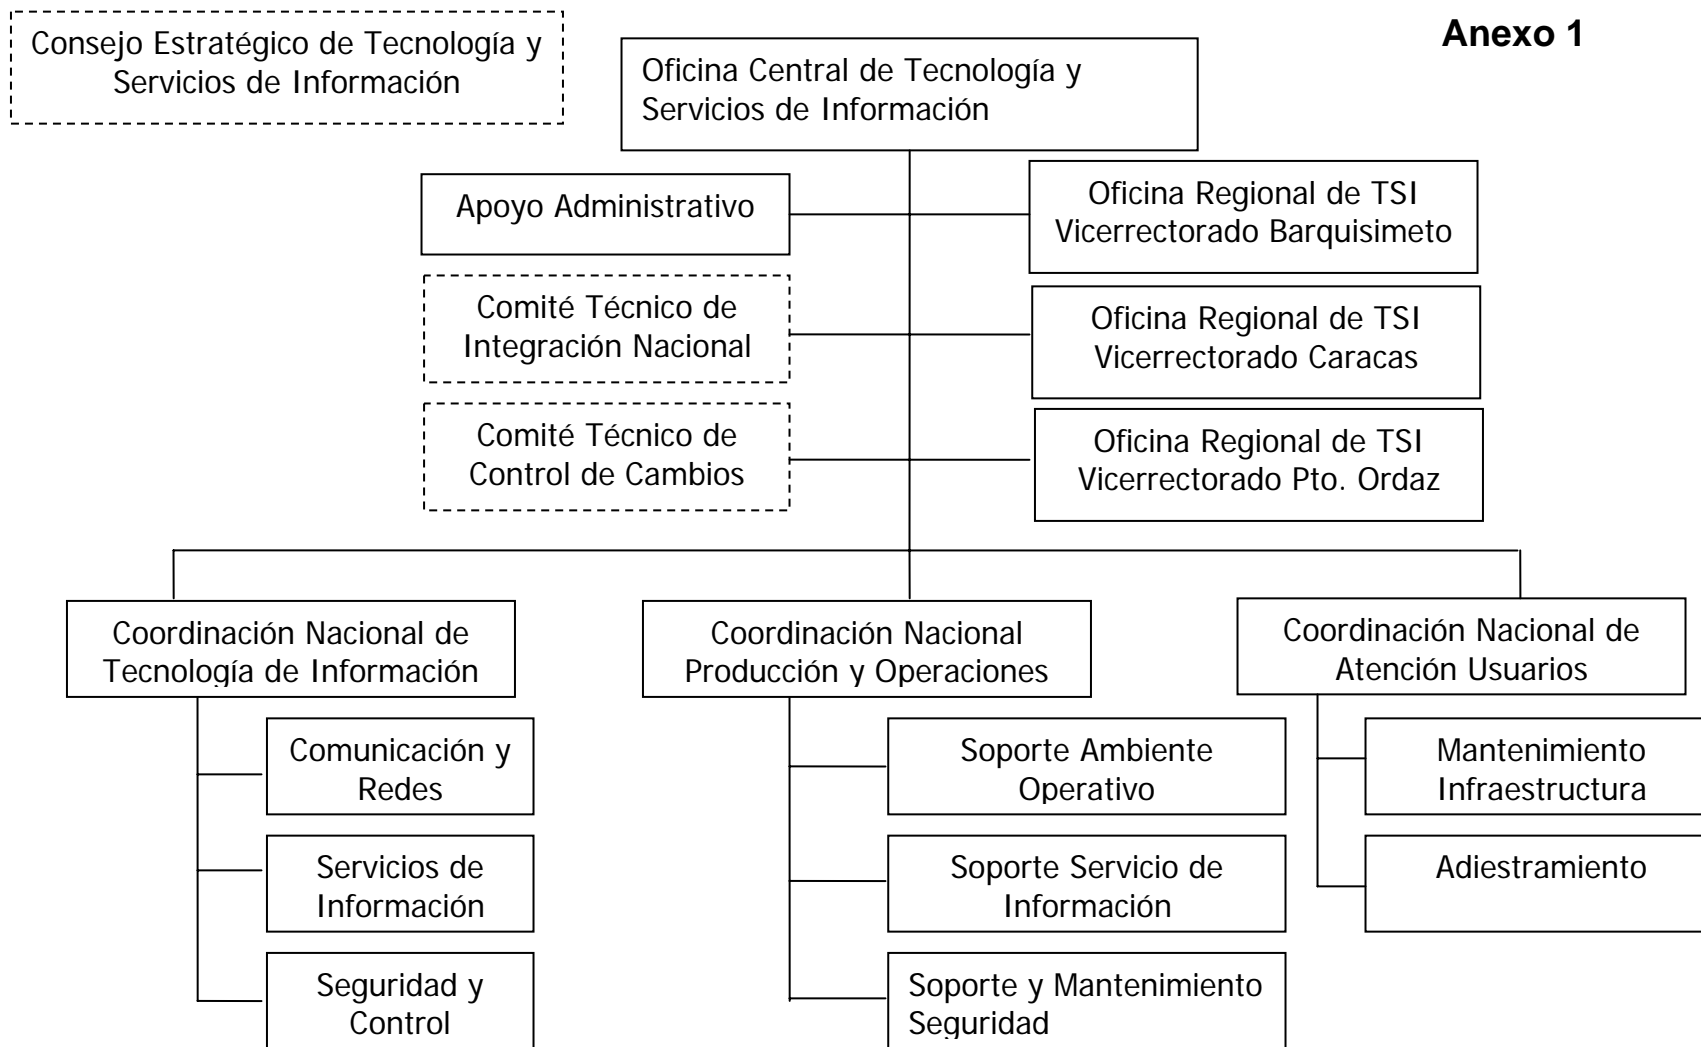 Anexo 1
Consejo Estratégico de Tecnología y
Servicios de Información
Oficina Central de Tecnología y
Servicios de Información
Apoyo Administrativo
Oficina Regional de TSI
Vicerrectorado Barquisimeto
Comité Técnico de
Integración Nacional
Oficina Regional de TSI
Vicerrectorado Caracas
Comité Técnico de
Control de Cambios
Oficina Regional de TSI
Vicerrectorado Pto. Ordaz
Coordinación Nacional de
Tecnología de Información
Coordinación Nacional
Producción y Operaciones
Coordinación Nacional de
Atención Usuarios
Comunicación y
Redes
Servicios de
Información
Seguridad y
Control
Soporte Ambiente
Operativo
Soporte Servicio de
Información
Soporte y Mantenimiento
Seguridad
Mantenimiento
Infraestructura
Adiestramiento